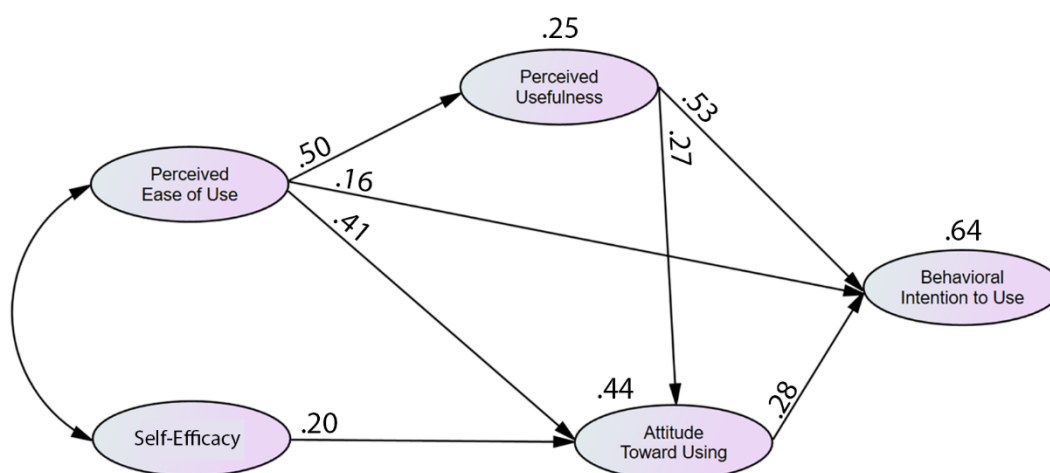 .25
Perceived
Usefulness
.53
.27
.50
Perceived
Ease of Use
.16
.41
.64
Behavioral
Intention to Use
.44
.28
Self-Efficacy
.20
Attitude
Toward Using